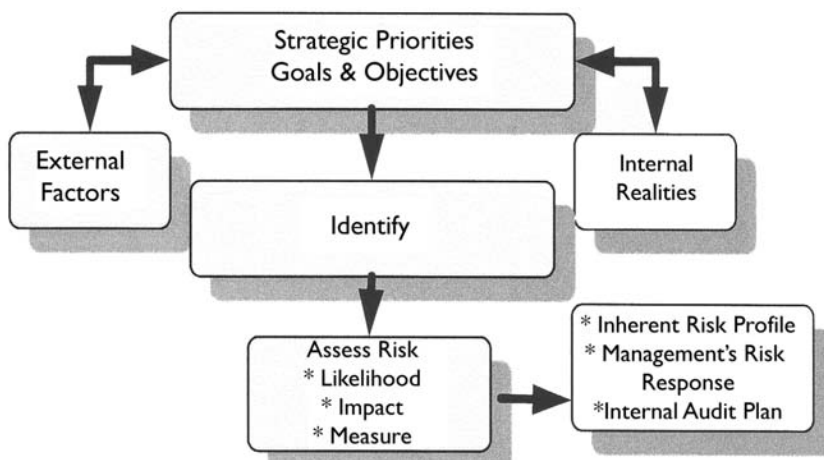 Strategic Priorities
Goals & Objectives
External
Factors
Internal
Realities
Identify
Assess Risk
* Likelihood
* Impact
* Measure
* Inherent Risk Profile
* Management's Risk
Response
*Internal Audit Plan